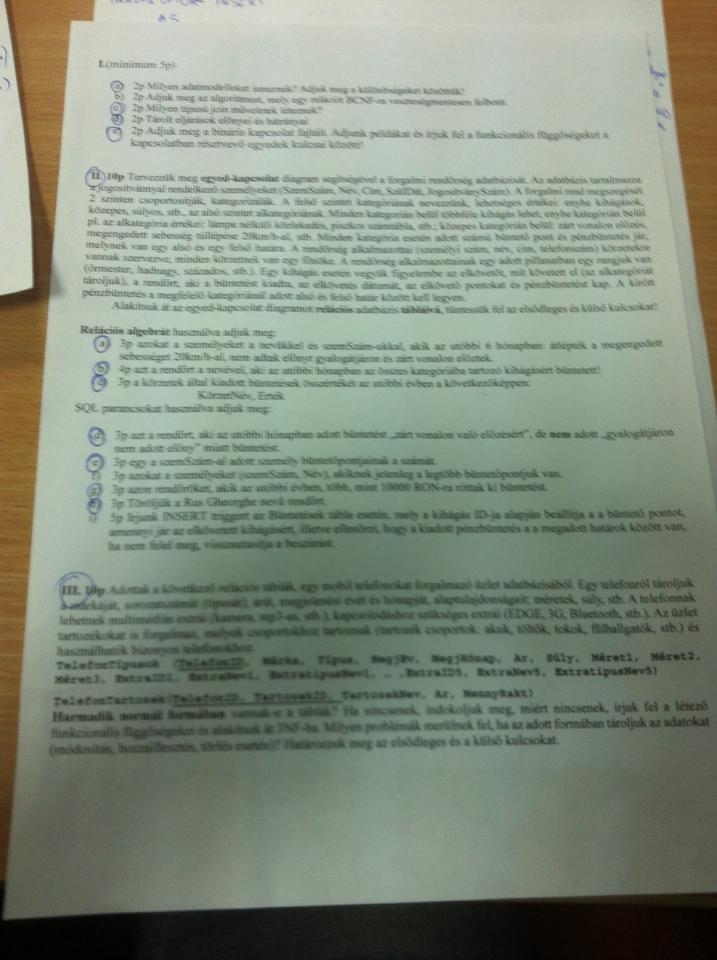 I.(minimum 5p)
a) 2p Milyen adatmodelleket ismernek? Adjuk meg a különbségeket közöttük!
b) 2p Adjuk meg az algoritmust, mely egy relációt BCNF-ra veszteségmentesen felbont.
c) 2p Milyen típusú join műveletek léteznek?
d) 2p Tárolt eljárások előnyei és hátrányai
e) 2p Adjuk meg a bináris kapcsolat fajtáit. Adjunk példákat és írjuk fel a funkcionális függőségeket a
kapcsolatban résztvevő egyedek kulcsai között!
II. 10p Tervezzük meg egyed-kapcsolat diagram segítségével a forgalmi rendőrség adatbázisát. Az adatbázis tartalmazza
a jogosítvánnyal rendelkező személyeket (SzemSzám, Név, Cím, SzülDát, JogosítványSzám). A forgalmi rend megszegését
2 szinten csoportosítják, kategorizálják. A felső szintet kategóriának nevezzük, lehetséges értékei: enyhe kihágások,
közepes, súlyos, stb., az alsó szintet alkategóriának. Minden kategórián belül többféle kihágás lehet, enyhe kategórián belül
pl. az alkategória értékei: lámpa nélküli közlekedés, piszkos számtábla, stb.; közepes kategórián belül: zárt vonalon előzés,
megengedett sebesség túllépése 20km/h-al, stb. Minden kategória esetén adott számú büntető pont és pénzbüntetés jár,
melynek van egy alsó és egy felső határa. A rendőrség alkalmazottai (személyi szám, név, cím, telefonszám) körzetekre
vannak szervezve, minden körzetnek van egy főnöke. A rendőrség alkalmazottainak egy adott pillanatban egy rangjuk van
(őrmester, hadnagy, százados, stb.). Egy kihágás esetén vegyük figyelembe az elkövetőt, mit követett el (az alkategóriát
tároljuk), a rendőrt, aki a büntetést kiadta, az elkövetés dátumát, az elkövető pontokat és pénzbüntetést kap. A kirótt
pénzbüntetés a megfelelő kategóriánál adott alsó és felső határ között kell legyen.
Alakítsuk át az egyed-kapcsolat diagramot relációs adatbázis táblává, tüntessük fel az elsődleges és külső kulcsokat!
Relációs algebrát használva adjuk meg:
a) 3p azokat a személyeket a nevükkel és szemSzám-ukkal, akik az utóbbi 6 hónapban: átlépték a megengedett
sebességet 20km/h-al, nem adtak előnyt gyalogátjáron és zárt vonalon előztek.
b) 4p azt a rendőrt a nevével, aki az utóbbi hónapban az összes kategóriába tartozó kihágásért büntetett!
c) 3p a körzetek által kiadott büntetések összértékét az utóbbi évben a következőképpen:
KörzetNév, Érték
SQL parancsokat használva adjuk meg:
d) 3p azt a rendőrt, aki az utóbbi hónapban adott büntetést „zárt vonalon való előzésért”, de nem adott „gyalogátjáron
nem adott előny” miatt büntetést.
e) 3p egy a szemSzám-al adott személy büntetőpontjainak a számát.
f) 3p azokat a személyeket (szemSzám, Név), akiknek jelenleg a legtöbb büntetőpontjuk van.
g) 3p azon rendőröket, akik az utóbbi évben, több, mint 10000 RON-ra róttak ki büntetést.
h) 3p Töröljük a Rus Gheorghe nevű rendőrt.
i) 5p Írjunk INSERT triggert az Büntetések tábla esetén, mely a kihágás ID-ja alapján beállítja a a büntető pontot,
amennyi jár az elkövetett kihágásért, illetve ellenőrzi, hogy a kiadott pénzbüntetés a a megadott határok között van,
ha nem felel meg, visszautasítja a beszúrást.
III. 10p Adottak a következő relációs táblák, egy mobil telefonokat forgalmazó üzlet adatbázisából. Egy telefonról tároljuk
a márkáját, sorozatszámát (típusát), árát, megjelenési évét és hónapját, alaptulajdonságait: méretek, súly, stb. A telefonnak
lehetnek multimédiás extrái (kamera, mp3-as, stb.), kapcsolódáshoz szükséges extrái (EDGE, 3G, Bluetooth, stb.). Az üzlet
tartozékokat is forgalmaz, melyek csoportokhoz tartoznak (tartozék csoportok: akuk, töltők, tokok, fülhallgatók, stb.) és
használhatók bizonyos telefonokhoz.
TelefonTípusok (TelefonID, Márka, Típus, MegjEv, MegjHónap, Ar, Súly, Méret1, Méret2,
Méret3, ExtraID1, ExtraNev1, ExtratipusNev1, … ,ExtraID5, ExtraNev5, ExtratipusNev5)
TelefonTartozek(TelefonID, TartozekID, TartozekNev, Ar, MennyRakt)
Harmadik normál formában vannak-e a táblák? Ha nincsenek, indokoljuk meg, miért nincsenek, írjuk fel a létező
funkcionális függőségeket és alakítsuk át 3NF-ba. Milyen problémák merülnek fel, ha az adott formában tároljuk az adatokat
(módosítás, hozzáillesztés, törlés esetén)? Határozzuk meg az elsődleges és a külső kulcsokat.